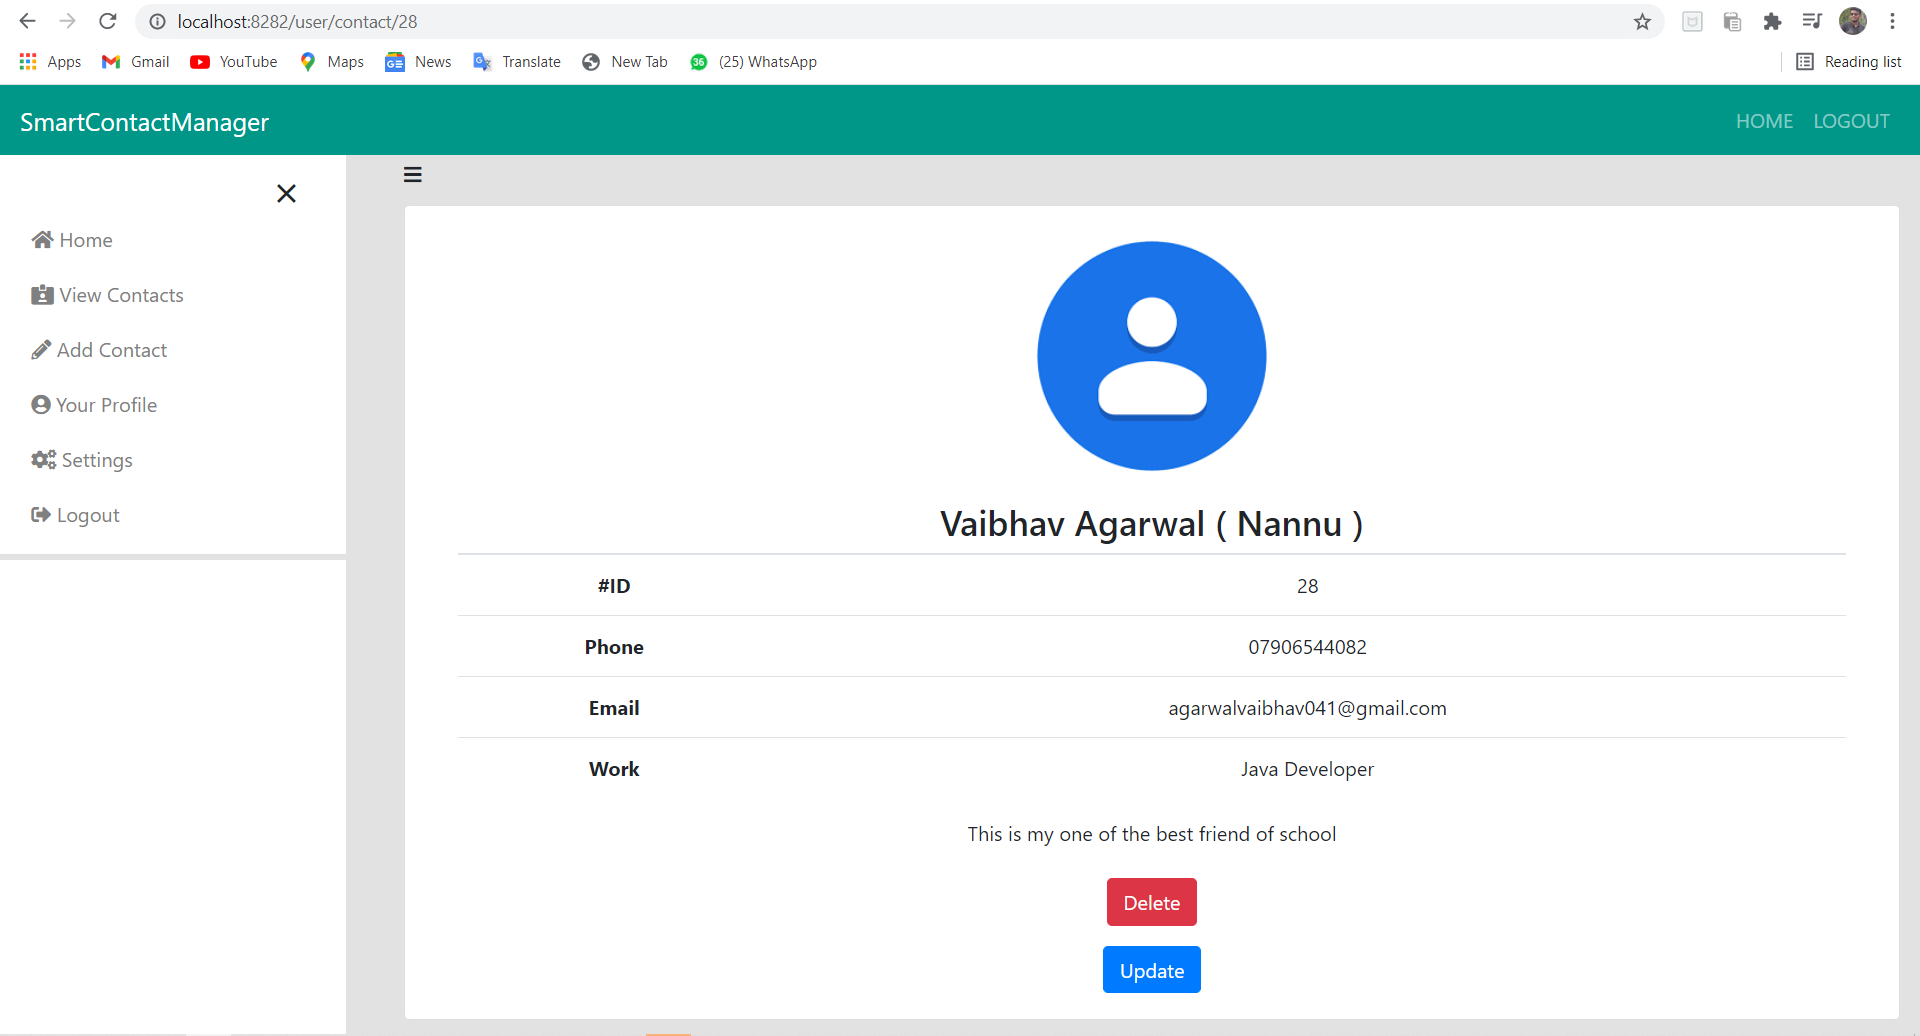 localhost:8282/user/contact/28
Apps Gmail YouTube Maps News Translate New Tab 36 (25) WhatsApp Reading list
SmartContactManager HOME LOGOUT
Home
View Contacts
Add Contact
Your Profile
Settings
Logout
Vaibhav Agarwal ( Nannu )
#ID 28
Phone 07906544082
Email agarwalvaibhav041@gmail.com
Work Java Developer
This is my one of the best friend of school
Delete
Update